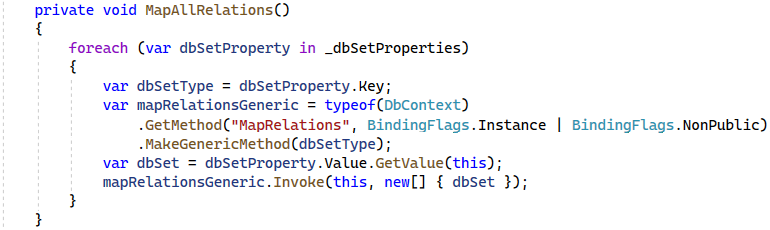 private void MapAllRelations()
{
foreach (var dbSetProperty in _dbSetProperties)
{
var dbSetType = dbSetProperty.Key;
var mapRelationsGeneric = typeof(DbContext)
.GetMethod("MapRelations", BindingFlags.Instance | BindingFlags.NonPublic)
.MakeGenericMethod(dbSetType);
var dbSet = dbSetProperty.Value.GetValue(this);
mapRelationsGeneric.Invoke(this, new[] { dbSet });
}
}